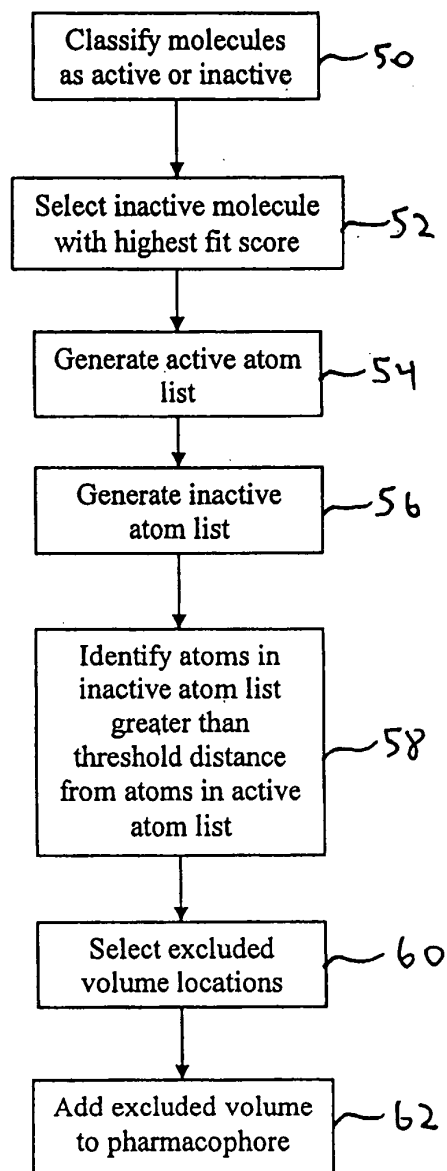 Classify molecules
as active or inactive
50
Select inactive molecule
with highest fit score
52
Generate active atom
list
54
Generate inactive
atom list
56
Identify atoms in
inactive atom list
greater than
threshold distance
from atoms in active
atom list
58
Select excluded
volume locations
60
Add excluded volume
to pharmacophore
62